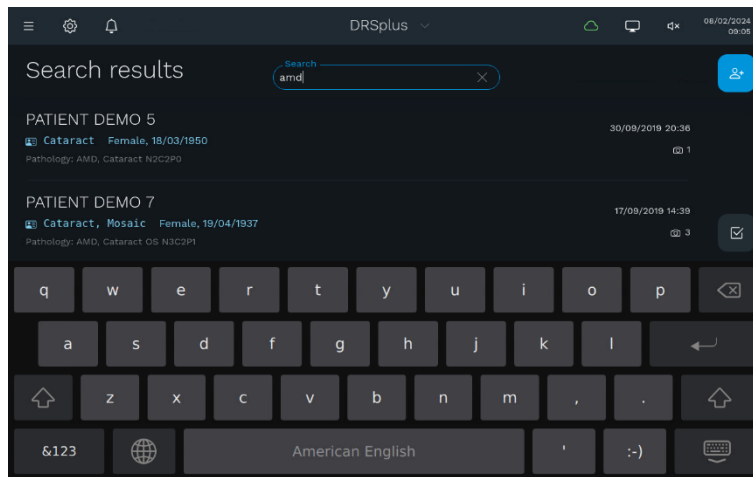 DRSplus
08/02/2024
09:05
Search results
Search
amd
PATIENT DEMO 5
Cataract Female, 18/03/1950
Pathology: AMD, Cataract N2C2P0
30/09/2019 20:36
1
PATIENT DEMO 7
Cataract, Mosaic Female, 19/04/1937
Pathology: AMD, Cataract OS N3C2P1
17/09/2019 14:39
3
q w e r t y u i o p
a s d f g h j k l
z x c v b n m , .
&123 American English ' :-)